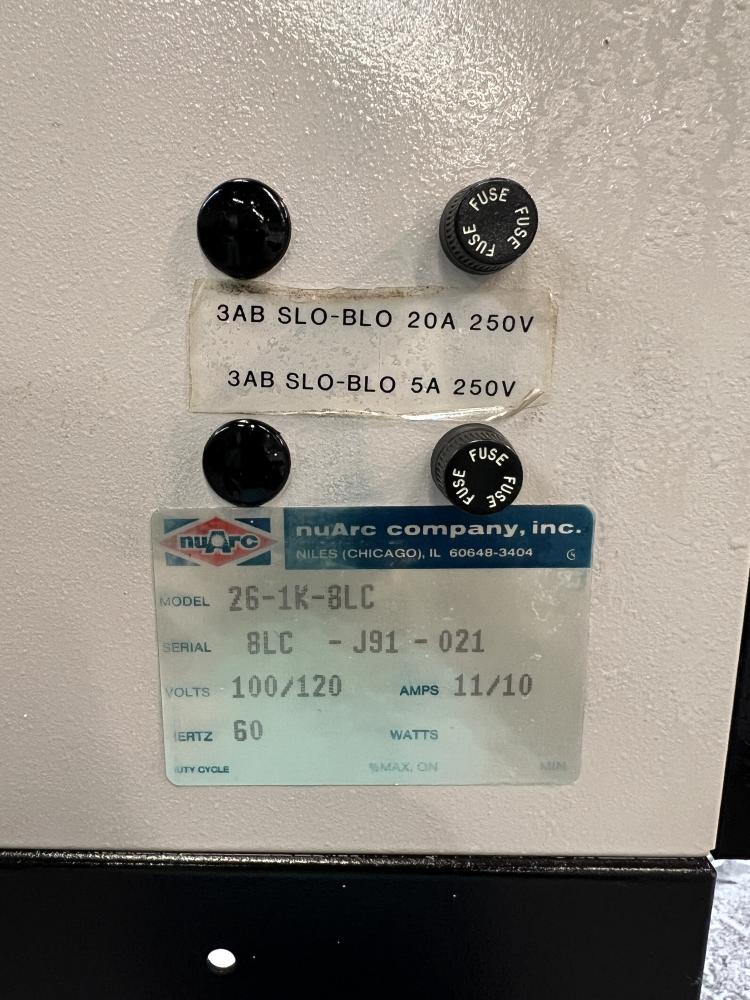 FUSE FUSE FUSE
3AB SLO-BLO 20A 250V
3AB SLO-BLO 5A 250V
FUSE FUSE FUSE
nuArc
nuArc company, inc.
NILES (CHICAGO), IL 60648-3404
MODEL 26-1K-8LC
SERIAL 8LC - J91 - 021
VOLTS 100/120 AMPS 11/10
ERTZ 60 WATTS
UTY CYCLE %MAX. ON MIN.